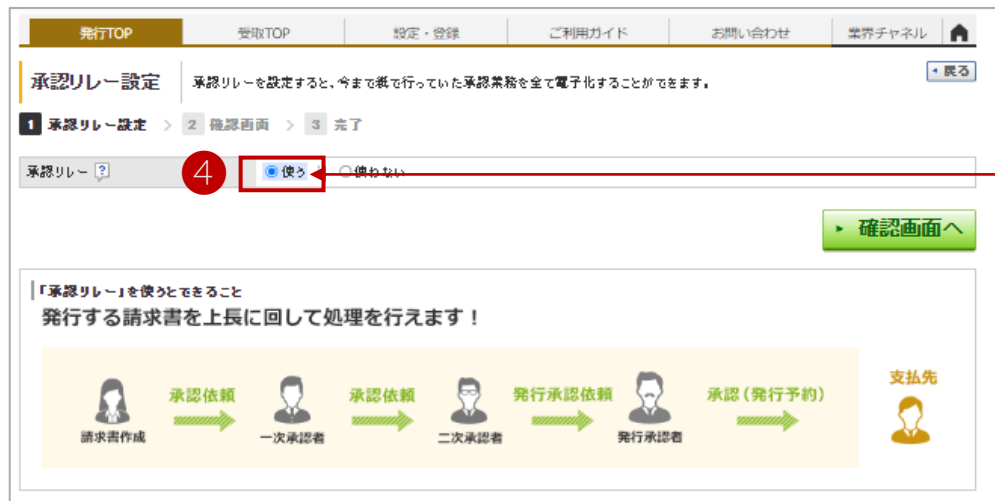 発行TOP 受取TOP 設定・登録 ご利用ガイド お問い合わせ 業界チャネル
承認リレー設定 承認リレーを設定すると、今まで紙で行っていた承認業務を全て電子化することができます。 戻る
1 承認リレー設定 > 2 確認画面 > 3 完了
承認リレー ? 4 使う 使わない
確認画面へ
「承認リレー」を使うとできること
発行する請求書を上長に回して処理を行えます！
支払先
承認依頼 承認依頼 発行承認依頼 承認（発行予約）
請求書作成 一次承認者 二次承認者 発行承認者